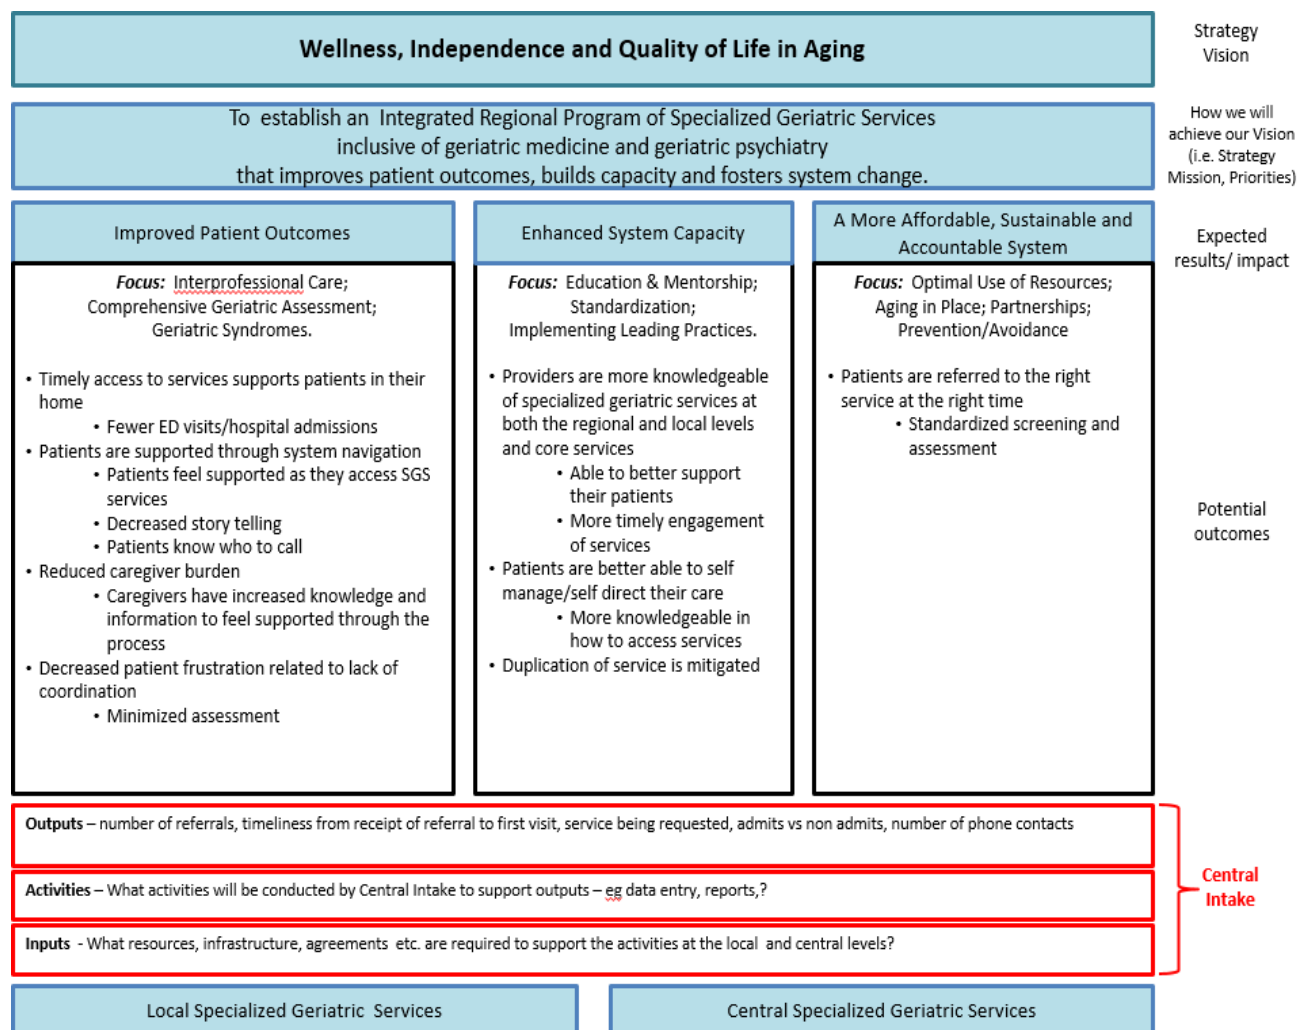 Wellness, Independence and Quality of Life in Aging
Strategy
Vision
To establish an Integrated Regional Program of Specialized Geriatric Services
inclusive of geriatric medicine and geriatric psychiatry
that improves patient outcomes, builds capacity and fosters system change.
How we will
achieve our Vision
(i.e. Strategy
Mission, Priorities)
Improved Patient Outcomes
Focus: Interprofessional Care;
Comprehensive Geriatric Assessment;
Geriatric Syndromes.
• Timely access to services supports patients in their
home
• Fewer ED visits/hospital admissions
• Patients are supported through system navigation
• Patients feel supported as they access SGS
services
• Decreased story telling
• Patients know who to call
• Reduced caregiver burden
• Caregivers have increased knowledge and
information to feel supported through the
process
• Decreased patient frustration related to lack of
coordination
• Minimized assessment
Enhanced System Capacity
Focus: Education & Mentorship;
Standardization;
Implementing Leading Practices.
• Providers are more knowledgeable
of specialized geriatric services at
both the regional and local levels
and core services
• Able to better support
their patients
• More timely engagement
of services
• Patients are better able to self
manage/self direct their care
• More knowledgeable in
how to access services
• Duplication of service is mitigated
A More Affordable, Sustainable and
Accountable System
Focus: Optimal Use of Resources;
Aging in Place; Partnerships;
Prevention/Avoidance
• Patients are referred to the right
service at the right time
• Standardized screening and
assessment
Expected
results/ impact
Potential
outcomes
Outputs – number of referrals, timeliness from receipt of referral to first visit, service being requested, admits vs non admits, number of phone contacts
Activities – What activities will be conducted by Central Intake to support outputs – eg data entry, reports,?
Inputs - What resources, infrastructure, agreements etc. are required to support the activities at the local and central levels?
Central
Intake
Local Specialized Geriatric Services
Central Specialized Geriatric Services